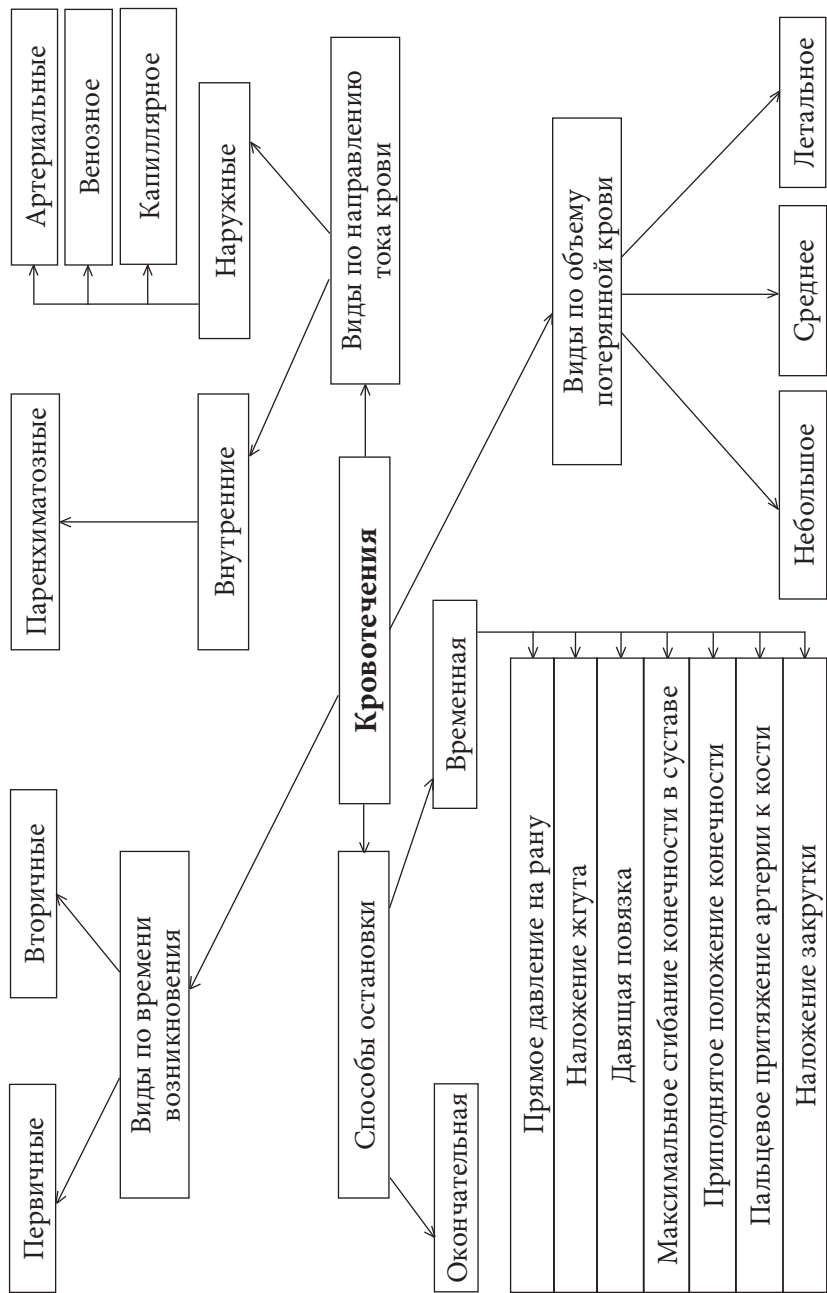 Первичные
Вторичные
Паренхиматозные
Артериальные
Венозное
Капиллярное
Виды по времени
возникновения
Внутренние
Наружные
Кровотечения
Виды по направлению
тока крови
Способы остановки
Окончательная
Временная
Виды по объему
потерянной крови
Прямое давление на рану
Наложение жгута
Давящая повязка
Максимальное сгибание конечности в суставе
Приподнятое положение конечности
Пальцевое притяжение артерии к кости
Наложение закрутки
Небольшое
Среднее
Летальное